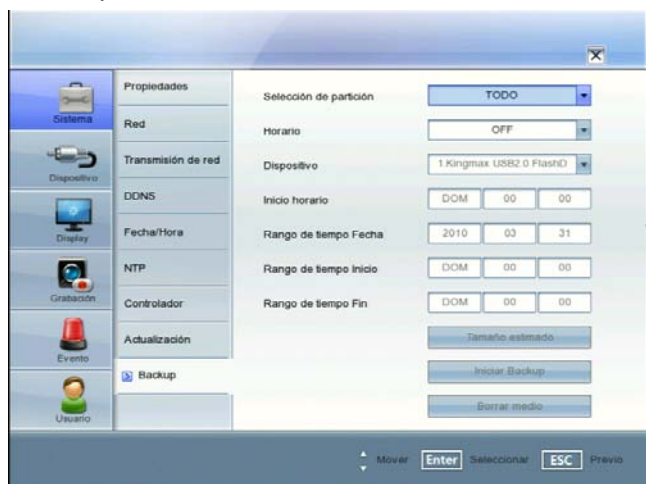 Sistema
Dispositivo
Display
Grabación
Evento
Usuario
Propiedades
Red
Transmisión de red
DDNS
Fecha/Hora
NTP
Controlador
Actualización
Backup
Selección de partición TODO
Horario OFF
Dispositivo 1.Kingmax USB2.0 FlashD
Inicio horario DOM 00 00
Rango de tiempo Fecha 2010 03 31
Rango de tiempo Inicio DOM 00 00
Rango de tiempo Fin DOM 00 00
Tamaño estimado
Iniciar Backup
Borrar medio
Mover Enter Seleccionar ESC Previo